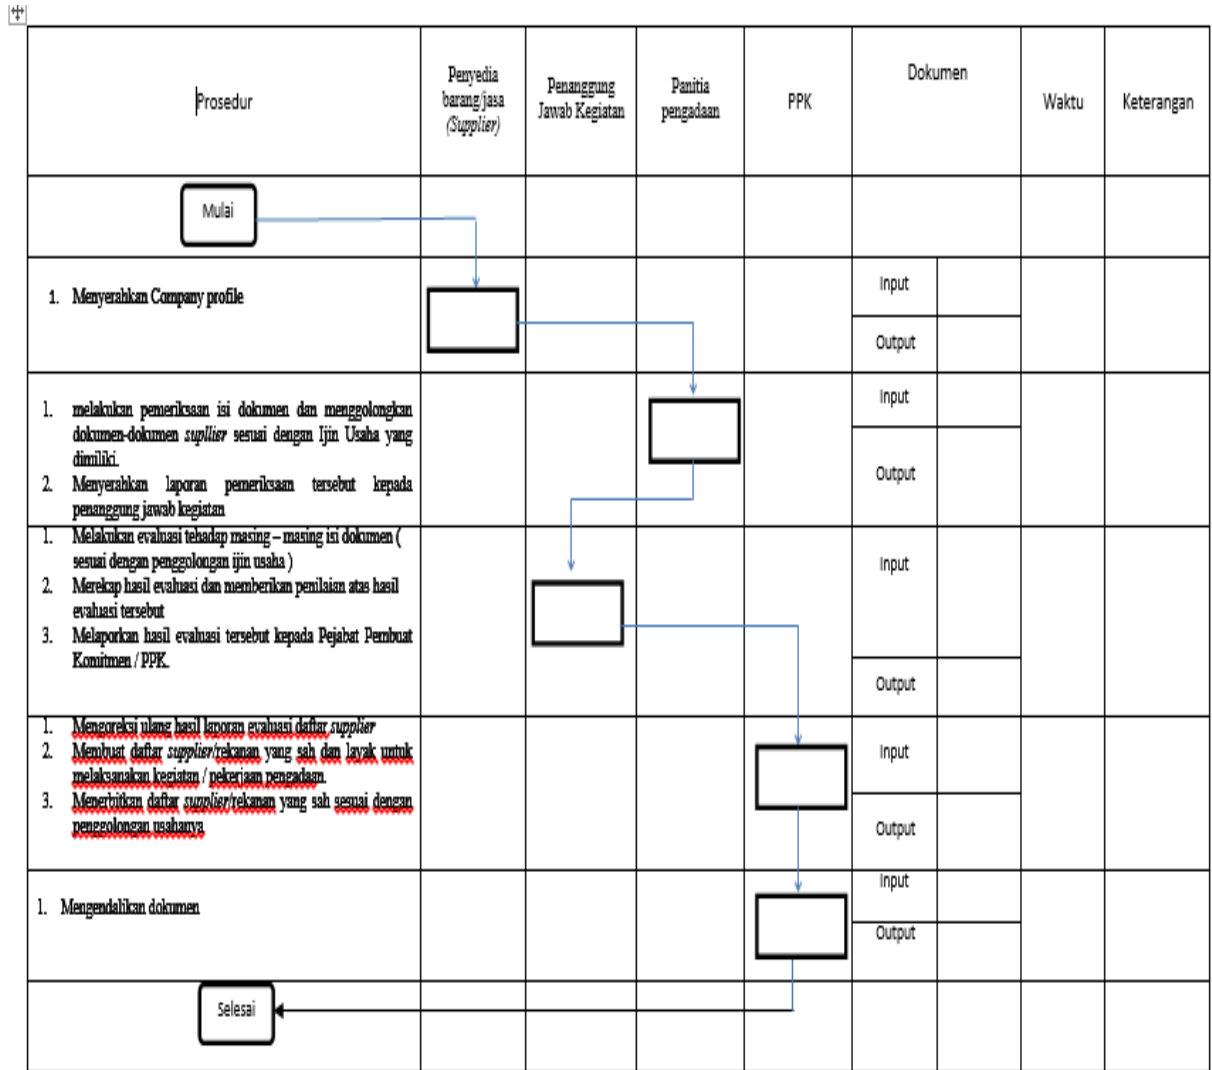 Prosedur
Penyedia
barang/jasa
(Supplier)
Penanggung
Jawab Kegiatan
Panitia
pengadaan
PPK
Dokumen
Waktu
Keterangan
Mulai
1. Menyerahkan Company profile
Input
Output
1. melakukan pemeriksaan isi dokumen dan menggolongkan
dokumen-dokumen supllier sesuai dengan Ijin Usaha yang
dimiliki.
2. Menyerahkan laporan pemeriksaan tersebut kepada
penanggung jawab kegiatan
Input
Output
1. Melakukan evaluasi tehadap masing – masing isi dokumen (
sesuai dengan penggolongan ijin usaha )
2. Merekap hasil evaluasi dan memberikan penilaian atas hasil
evaluasi tersebut
3. Melaporkan hasil evaluasi tersebut kepada Pejabat Pembuat
Komitmen / PPK.
Input
Output
1. Mengoreksi ulang hasil laporan evaluasi daftar supplier
2. Membuat daftar supplier/rekanan yang sah dan layak untuk
melaksanakan kegiatan / pekerjaan pengadaan.
3. Menerbitkan daftar supplier/rekanan yang sah sesuai dengan
penggolongan usahanya
Input
Output
1. Mengendalikan dokumen
Input
Output
Selesai